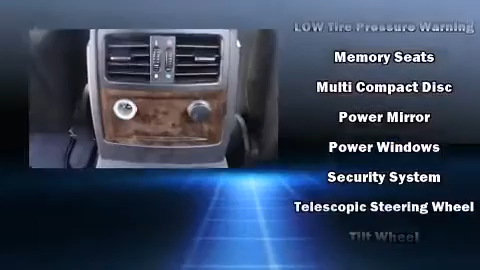 LOW Tire Pressure Warning
Memory Seats
Multi Compact Disc
Power Mirror
Power Windows
Security System
Telescopic Steering Wheel
Tilt Wheel